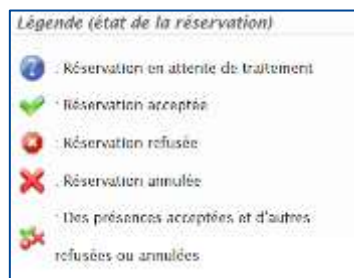 Légende (état de la réservation)
: Réservation en attente de traitement
: Réservation acceptée
: Réservation refusée
: Réservation annulée
: Des présences acceptées et d'autres
refusées ou annulées